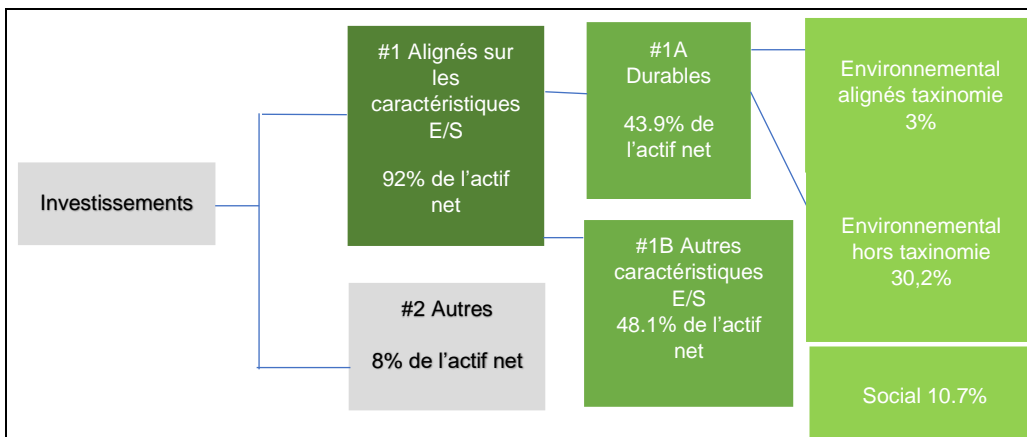 Investissements
#1 Alignés sur
les
caractéristiques
E/S
92% de l’actif
net
#2 Autres
8% de l’actif net
#1A
Durables
43.9% de
l’actif net
#1B Autres
caractéristiques
E/S
48.1% de l’actif
net
Environnemental
alignés taxinomie
3%
Environnemental
hors taxinomie
30,2%
Social 10.7%